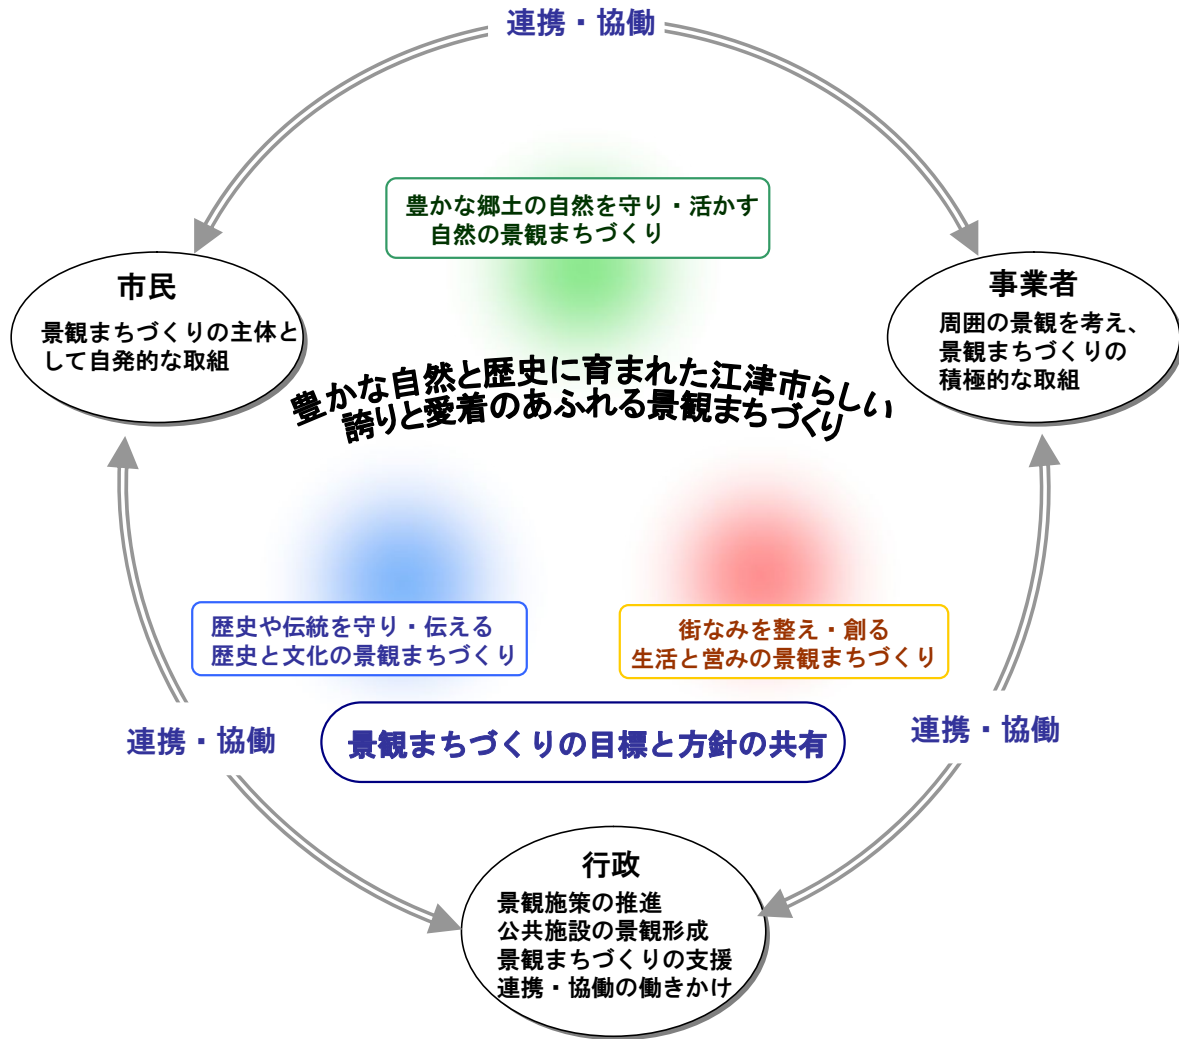 連携・協働
豊かな郷土の自然を守り・活かす
自然の景観まちづくり
市民
景観まちづくりの主体と
して自発的な取組
事業者
周囲の景観を考え、
景観まちづくりの
積極的な取組
豊かな自然と歴史に育まれた江津市らしい
誇りと愛着のあふれる景観まちづくり
歴史や伝統を守り・伝える
歴史と文化の景観まちづくり
街なみを整え・創る
生活と営みの景観まちづくり
連携・協働
景観まちづくりの目標と方針の共有
連携・協働
行政
景観施策の推進
公共施設の景観形成
景観まちづくりの支援
連携・協働の働きかけ